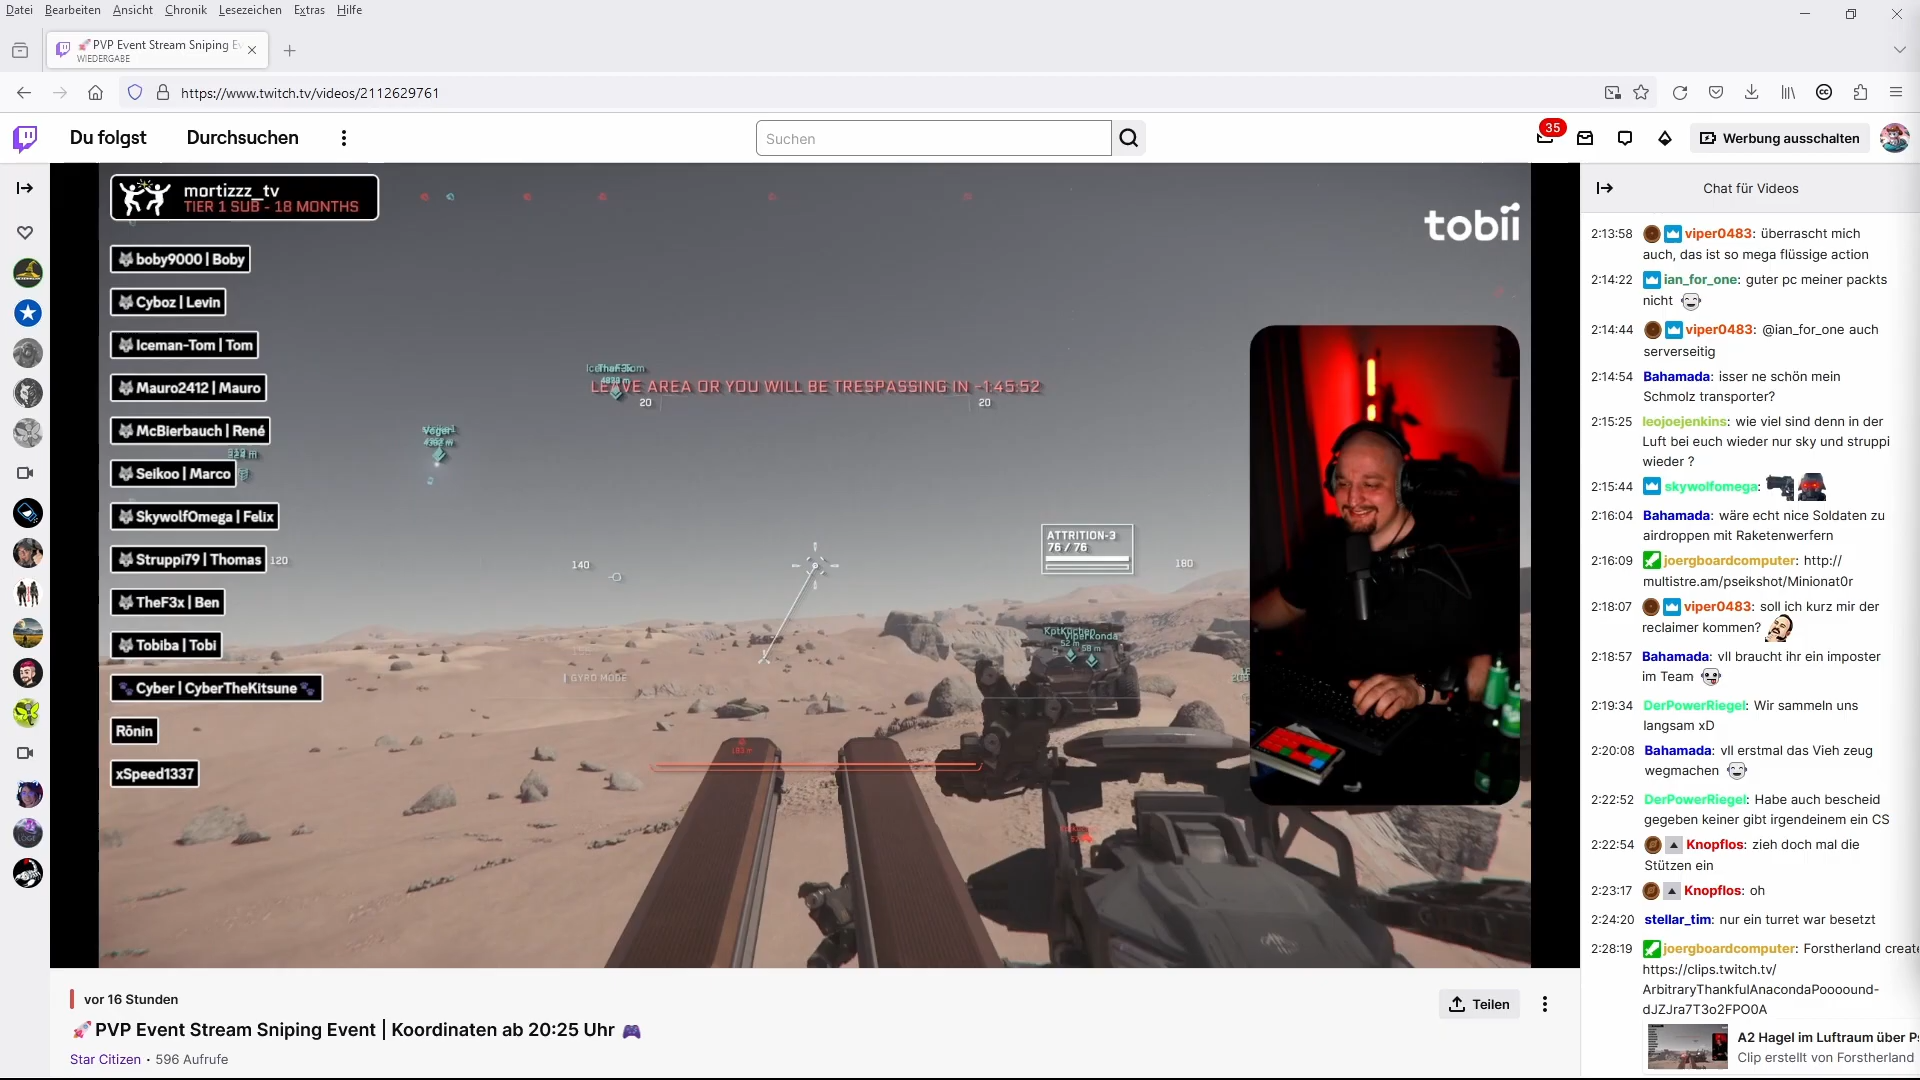 Datei Bearbeiten Ansicht Chronik Lesezeichen Extras Hilfe
PVP Event Stream Sniping Ev
WIEDERGABE
https://www.twitch.tv/videos/2112629761
Du folgst Durchsuchen
Suchen
35
Werbung ausschalten
mortizzz_tv
TIER 1 SUB - 18 MONTHS
boby9000 | Boby
Cyboz | Levin
Iceman-Tom | Tom
Mauro2412 | Mauro
McBierbauch | René
Seikoo | Marco
SkywolfOmega | Felix
Struppi79 | Thomas
TheF3x | Ben
Tobiba | Tobi
Cyber | CyberTheKitsune
Rōnin
xSpeed1337
tobii
LEAVE AREA OR YOU WILL BE TRESPASSING IN -1:45:52
20 20
ATTRITION-3
76 / 76
120 140 180
52 m 58 m
GYRO MODE
183 m
Chat für Videos
2:13:58 viper0483: überrascht mich
auch, das ist so mega flüssige action
2:14:22 ian_for_one: guter pc meiner packts
nicht
2:14:44 viper0483: @ian_for_one auch
serverseitig
2:14:54 Bahamada: isser ne schön mein
Schmolz transporter?
2:15:25 leojoejenkins: wie viel sind denn in der
Luft bei euch wieder nur sky und struppi
wieder ?
2:15:44 skywolfomega:
2:16:04 Bahamada: wäre echt nice Soldaten zu
airdroppen mit Raketenwerfern
2:16:09 joergboardcomputer: http://
multistre.am/pseikshot/Minionat0r
2:18:07 viper0483: soll ich kurz mir der
reclaimer kommen?
2:18:57 Bahamada: vll braucht ihr ein imposter
im Team
2:19:34 DerPowerRiegel: Wir sammeln uns
langsam xD
2:20:08 Bahamada: vll erstmal das Vieh zeug
wegmachen
2:22:52 DerPowerRiegel: Habe auch bescheid
gegeben keiner gibt irgendeinem ein CS
2:22:54 Knopflos: zieh doch mal die
Stützen ein
2:23:17 Knopflos: oh
2:24:20 stellar_tim: nur ein turret war besetzt
2:28:19 joergboardcomputer: Forstherland create
https://clips.twitch.tv/
ArbitraryThankfulAnacondaPoooound-
dJZJra7T3o2FPO0A
A2 Hagel im Luftraum über Ps
Clip erstellt von Forstherland
vor 16 Stunden
Teilen
PVP Event Stream Sniping Event | Koordinaten ab 20:25 Uhr
Star Citizen • 596 Aufrufe